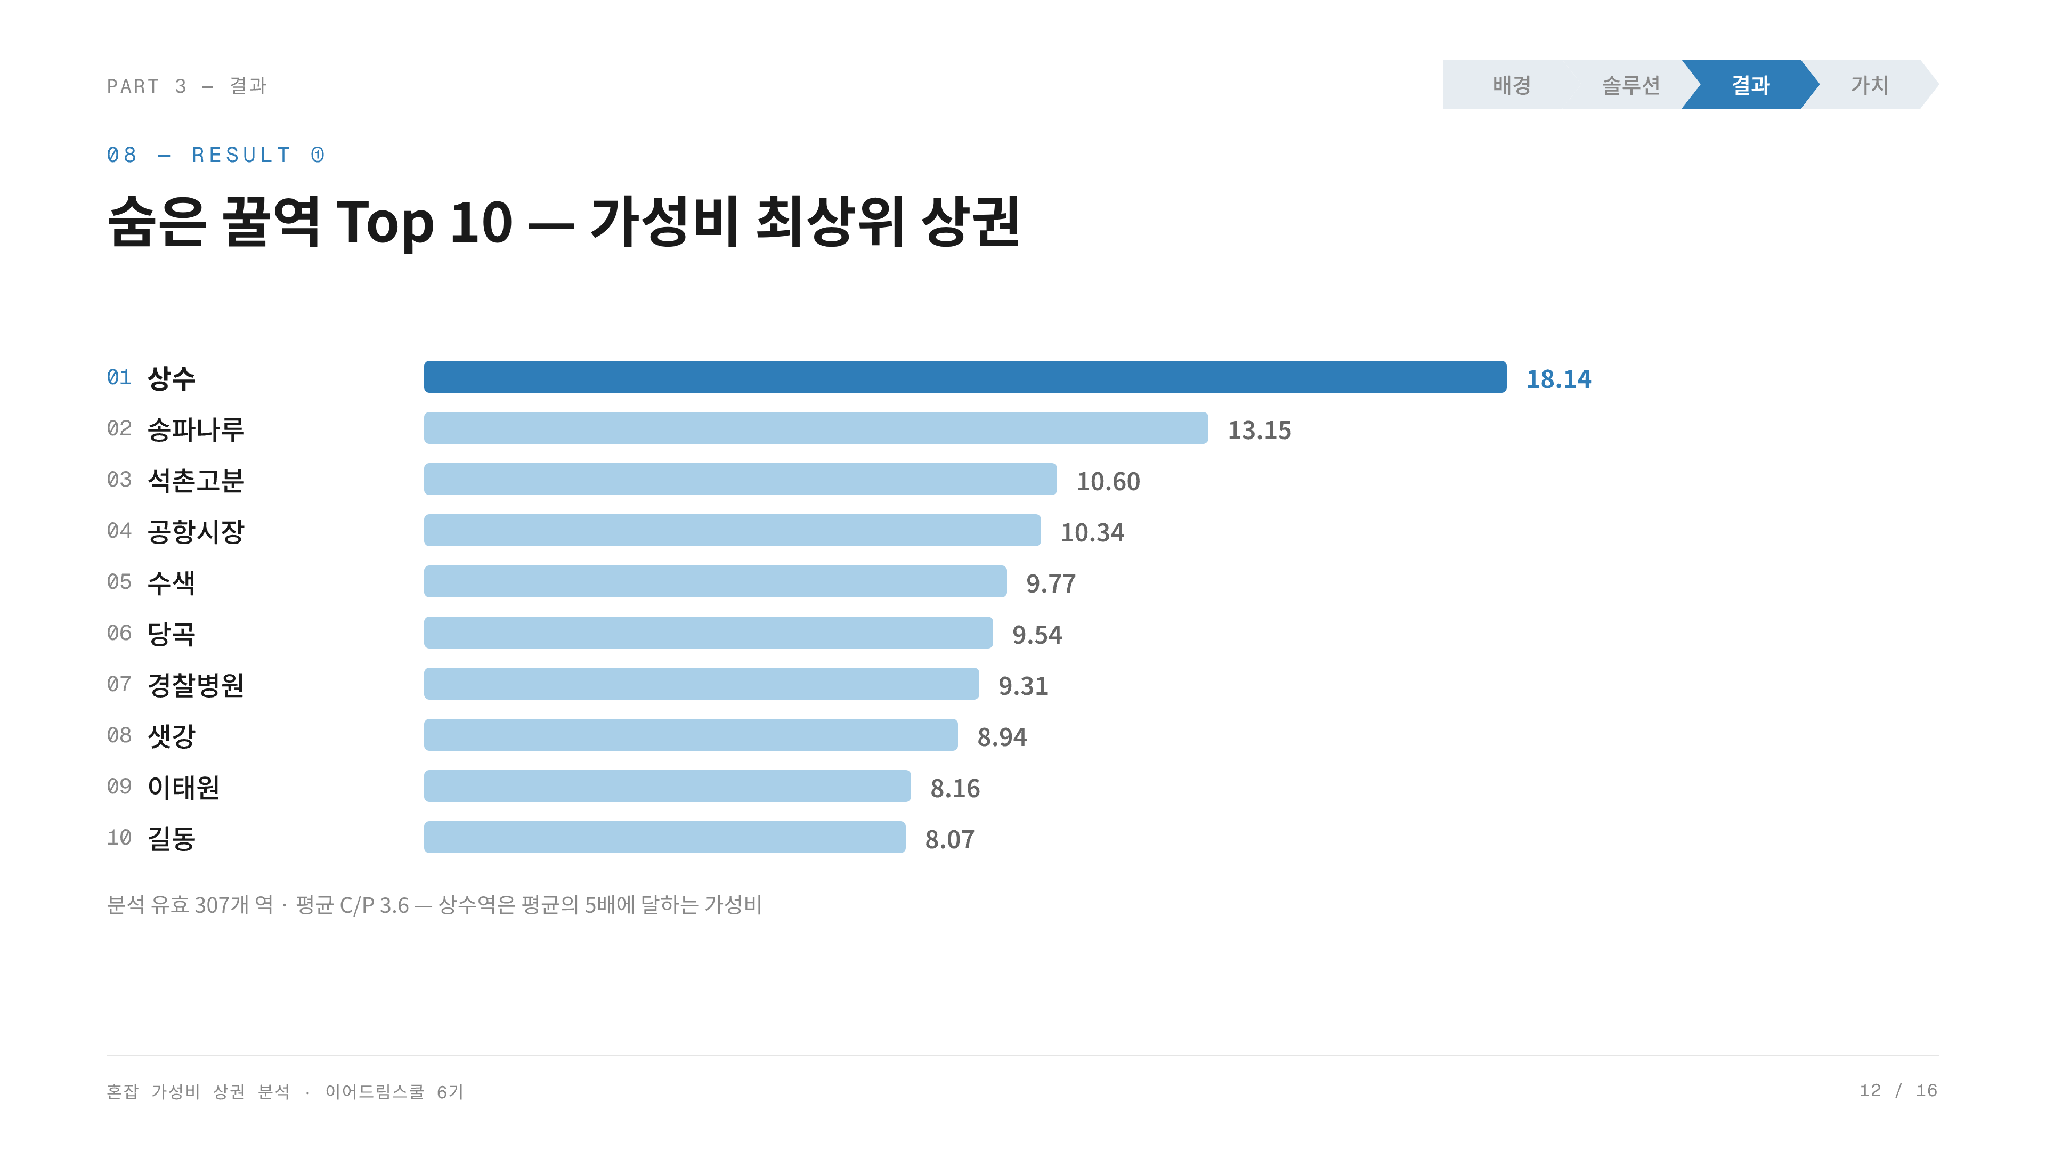 PART 3 — 결과
배경 솔루션 결과 가치
08 — RESULT ①
숨은 꿀역 Top 10 — 가성비 최상위 상권
01 상수 18.14
02 송파나루 13.15
03 석촌고분 10.60
04 공항시장 10.34
05 수색 9.77
06 당곡 9.54
07 경찰병원 9.31
08 샛강 8.94
09 이태원 8.16
10 길동 8.07
분석 유효 307개 역 · 평균 C/P 3.6 — 상수역은 평균의 5배에 달하는 가성비
혼잡 가성비 상권 분석 · 이어드림스쿨 6기
12 / 16